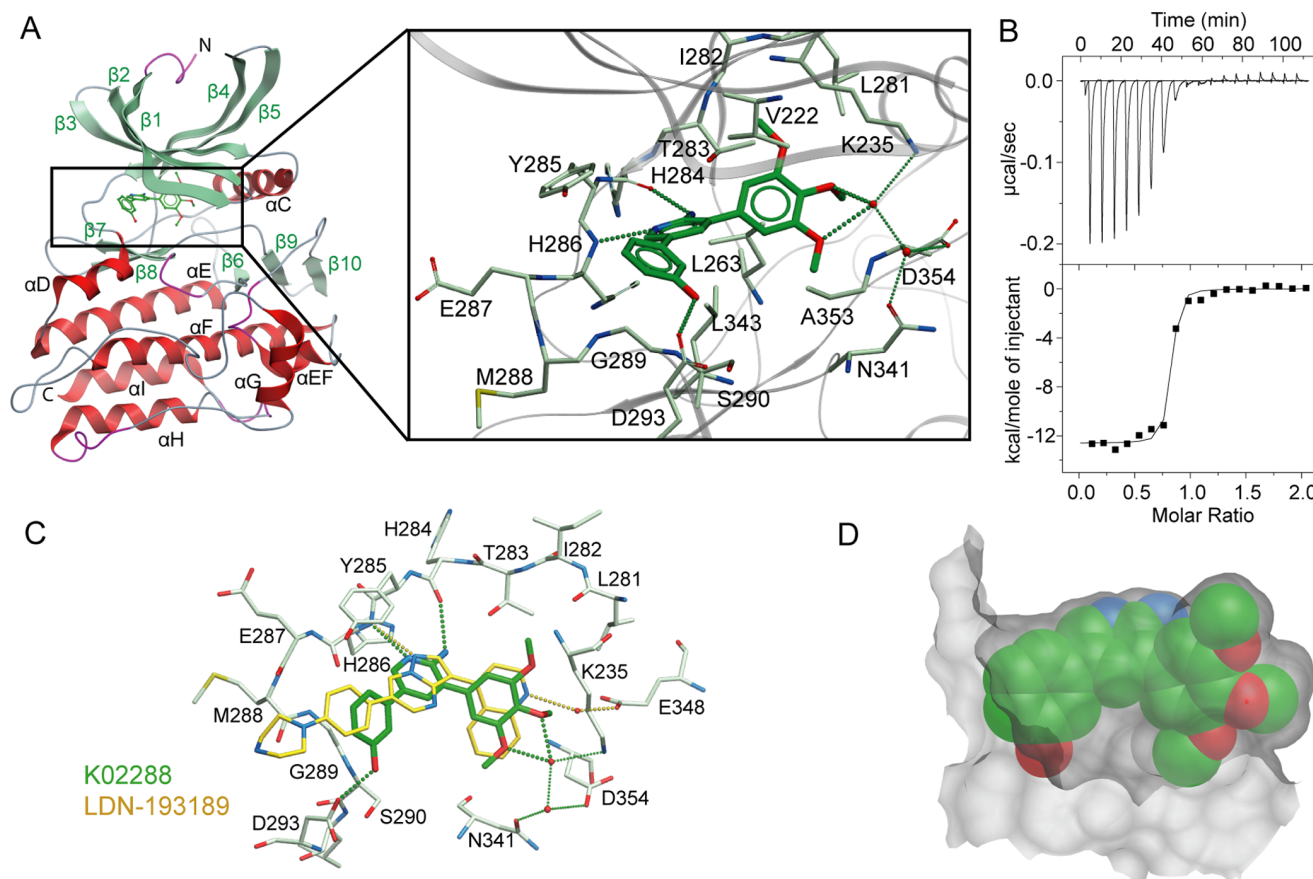 A
N
β2
β4
β1
β5
β3
αC
β7
β9
β8
β6
β10
αD
αE
αF
C
αI
αG
αEF
αH
I282
L281
V222
T283
K235
Y285
H284
H286
L263
D354
E287
A353
L343
G289
N341
M288
S290
D293
B
Time (min)
0 20 40 60 80 100
0.0
-0.1
-0.2
µcal/sec
0
-4
-8
-12
kcal/mole of injectant
0.0 0.5 1.0 1.5 2.0
Molar Ratio
C
H284
T283
I282
Y285
L281
E287
H286
K235
E348
M288
G289
K02288
LDN-193189
S290
D354
D293
N341
D